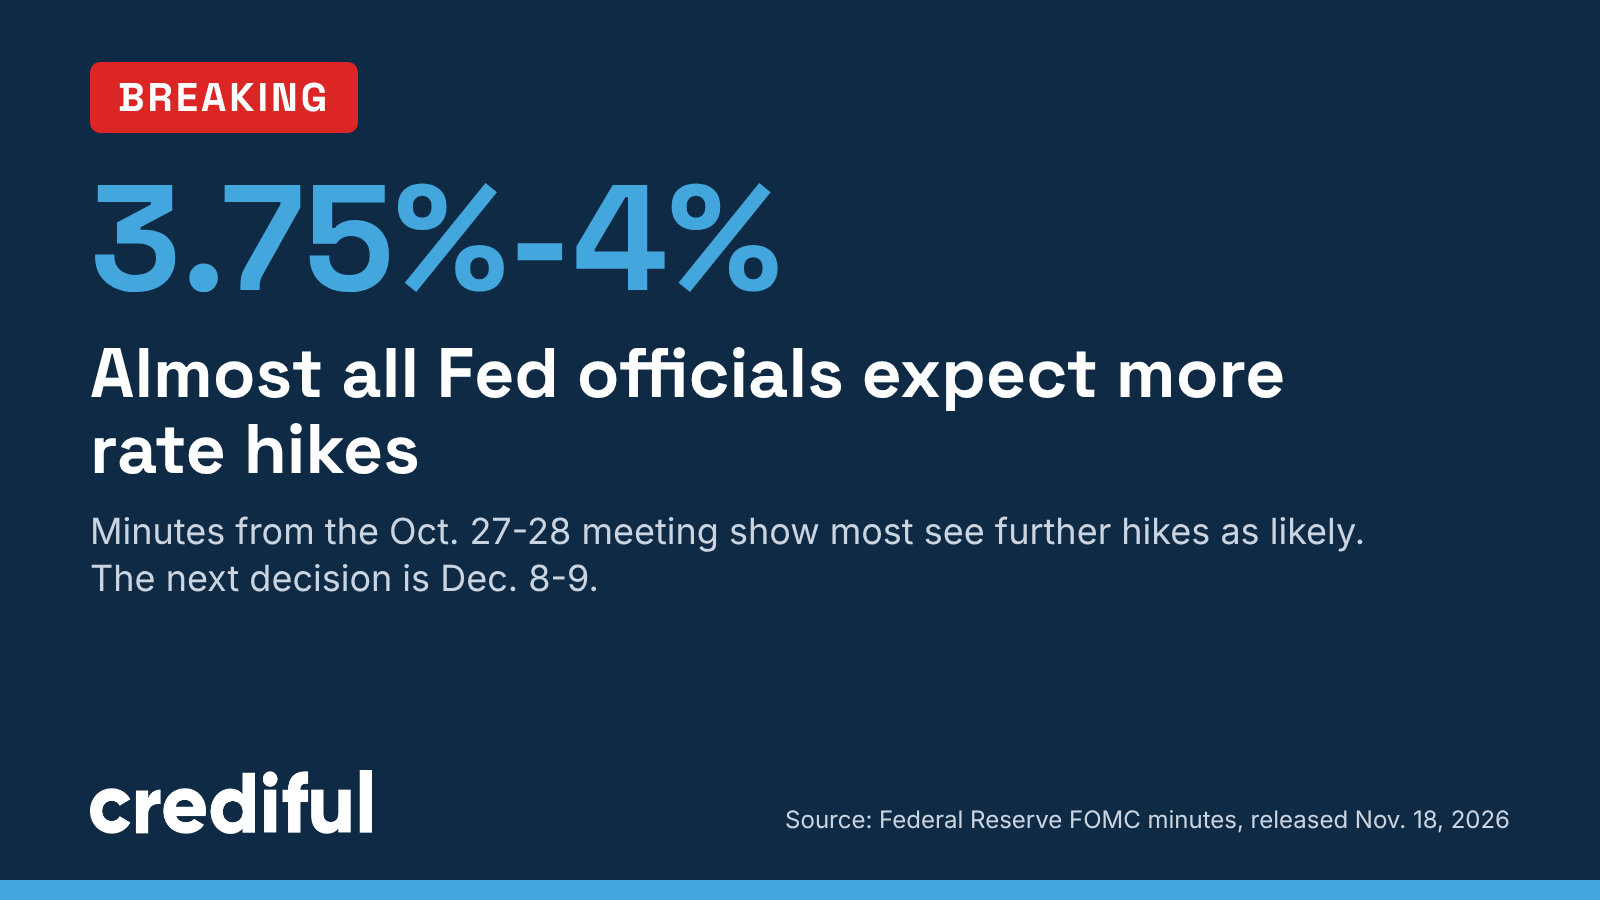 BREAKING
3.75%-4%
Almost all Fed officials expect more
rate hikes
Minutes from the Oct. 27-28 meeting show most see further hikes as likely.
The next decision is Dec. 8-9.
crediful
Source: Federal Reserve FOMC minutes, released Nov. 18, 2026